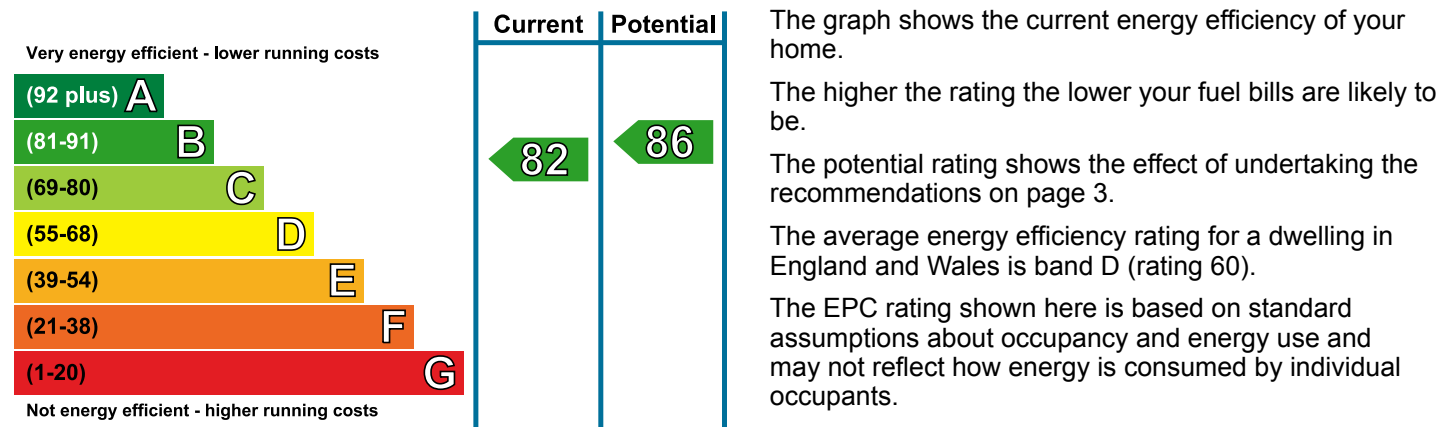 Current Potential
Very energy efficient - lower running costs
(92 plus) A
(81-91) B
(69-80) C
(55-68) D
(39-54) E
(21-38) F
(1-20) G
Not energy efficient - higher running costs
82
86
The graph shows the current energy efficiency of your
home.
The higher the rating the lower your fuel bills are likely to
be.
The potential rating shows the effect of undertaking the
recommendations on page 3.
The average energy efficiency rating for a dwelling in
England and Wales is band D (rating 60).
The EPC rating shown here is based on standard
assumptions about occupancy and energy use and
may not reflect how energy is consumed by individual
occupants.